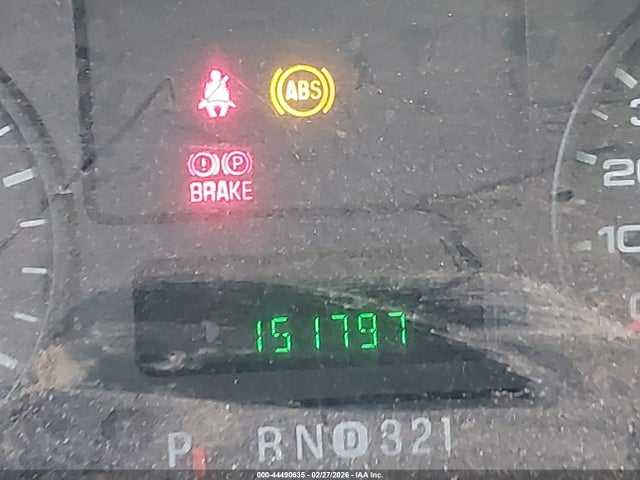 ABS
P
BRAKE
20
10
151797
P R N D 3 2 1
000-44490635 - 02/27/2026 - IAA Inc.